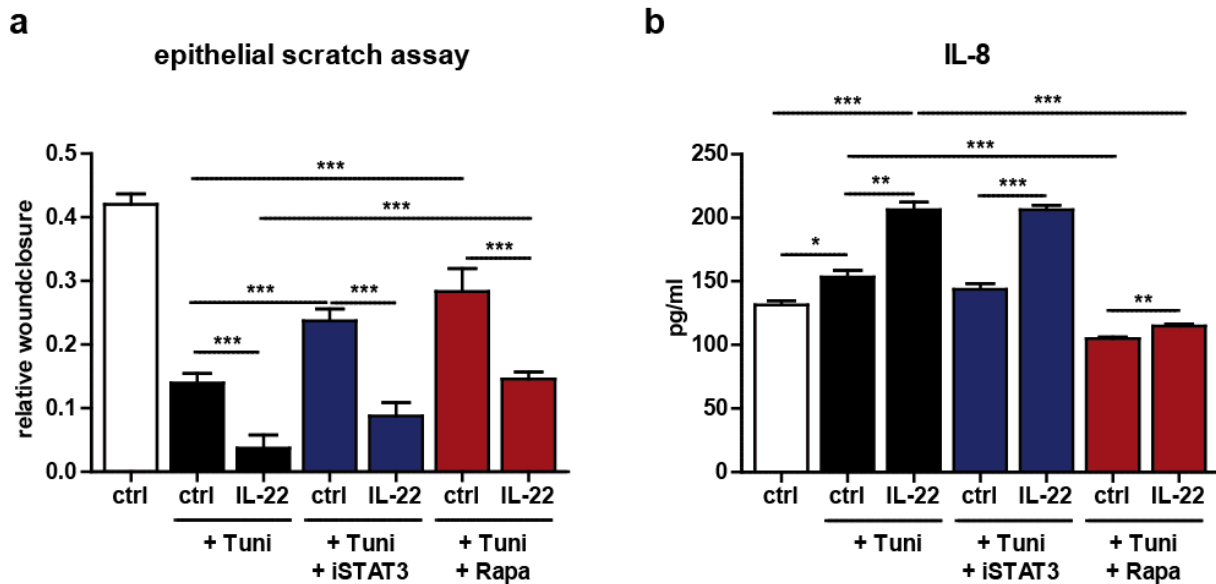 a
epithelial scratch assay
relative woundclosure
0.5
0.4
0.3
0.2
0.1
0.0
***
***
***
***
***
***
ctrl
ctrl IL-22 ctrl IL-22 ctrl IL-22
+ Tuni + Tuni + Tuni
+ iSTAT3 + Rapa
b
IL-8
pg/ml
250
200
150
100
50
0
*** ***
***
** ***
*
**
ctrl
ctrl IL-22 ctrl IL-22 ctrl IL-22
+ Tuni + Tuni + Tuni
+ iSTAT3 + Rapa